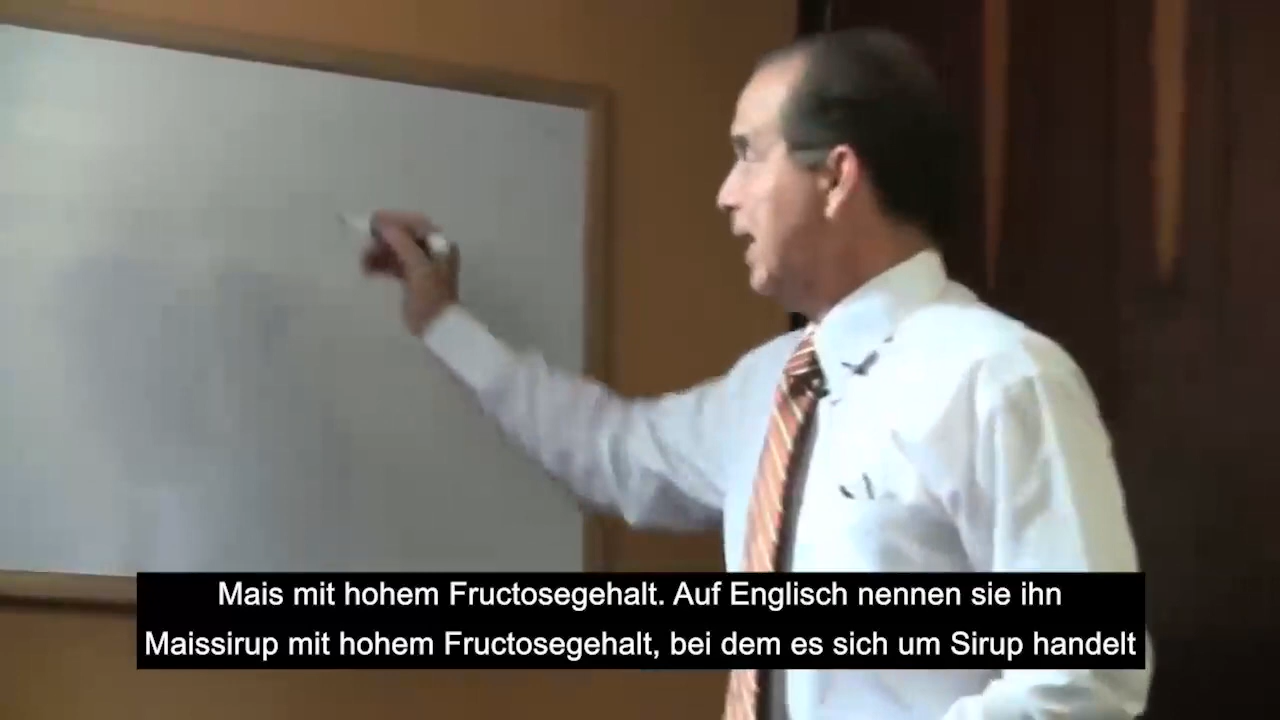 Mais mit hohem Fructosegehalt. Auf Englisch nennen sie ihn
Maissirup mit hohem Fructosegehalt, bei dem es sich um Sirup handelt